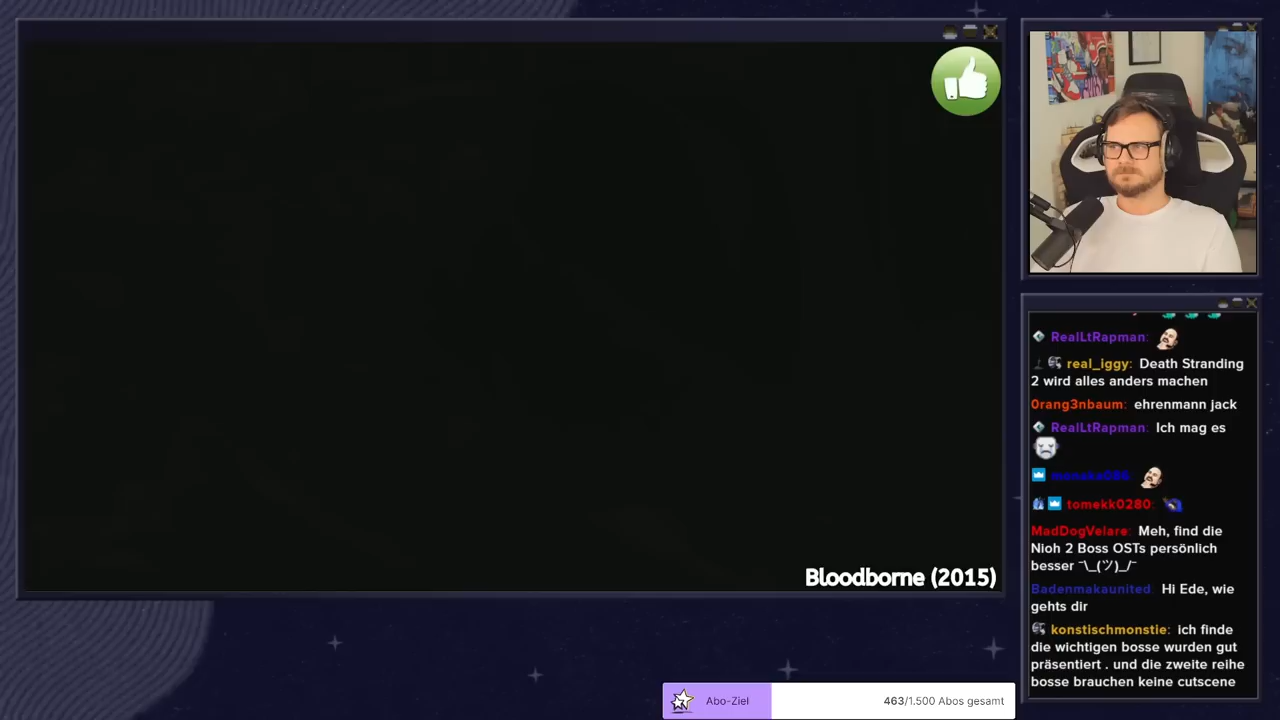 Bloodborne (2015)
RealLtRapman:
real_iggy: Death Stranding
2 wird alles anders machen
0rang3nbaum: ehrenmann jack
RealLtRapman: Ich mag es
tomekk0280:
MadDogVelare: Meh, find die
Nioh 2 Boss OSTs persönlich
besser ¯\_(ツ)_/¯
Badenmakaunited: Hi Ede, wie
gehts dir
konstischmonstie: ich finde
die wichtigen bosse wurden gut
präsentiert . und die zweite reihe
bosse brauchen keine cutscene
Abo-Ziel
463/1.500 Abos gesamt